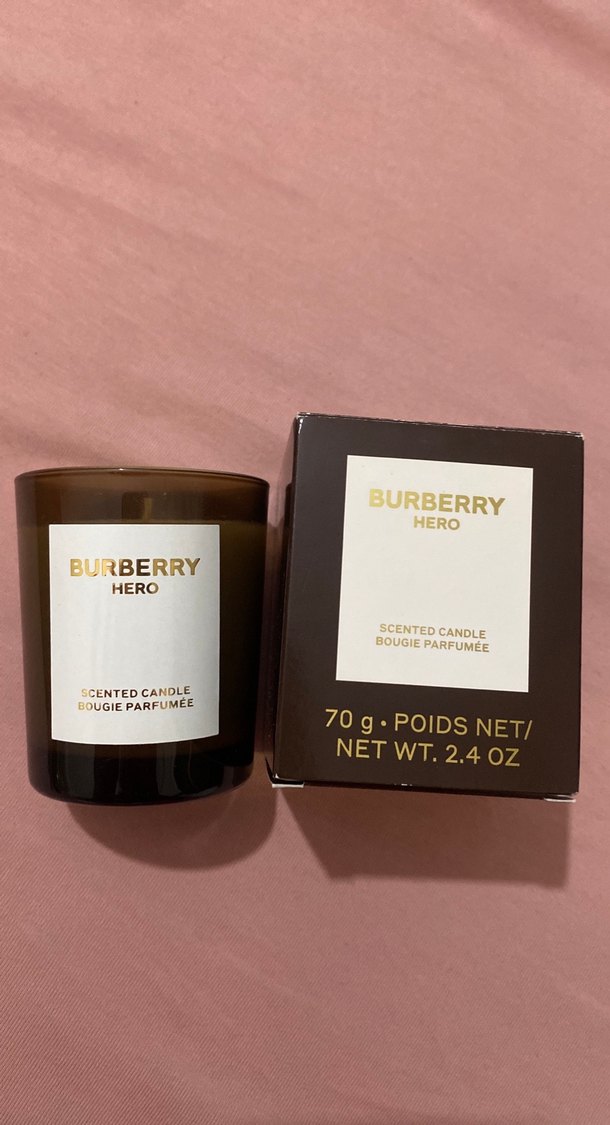 BURBERRY
HERO
SCENTED CANDLE
BOUGIE PARFUMÉE
BURBERRY
HERO
SCENTED CANDLE
BOUGIE PARFUMÉE
70 g • POIDS NET/
NET WT. 2.4 OZ